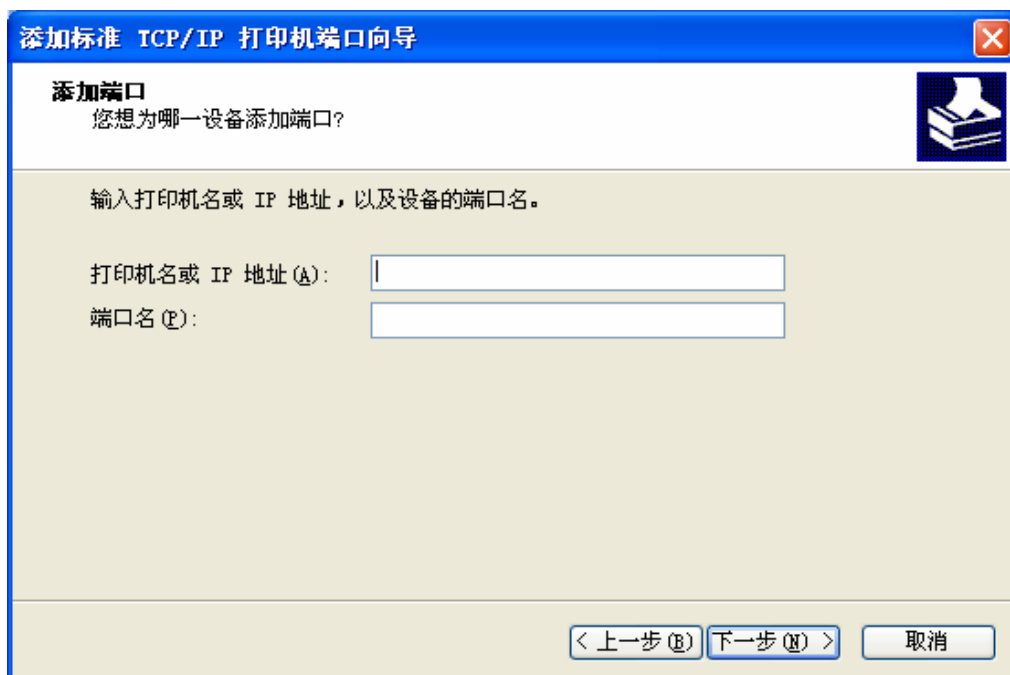 添加标准 TCP/IP 打印机端口向导
添加端口
您想为哪一设备添加端口?
输入打印机名或 IP 地址，以及设备的端口名。
打印机名或 IP 地址(A):
端口名(P):
< 上一步(B) 下一步(N) > 取消